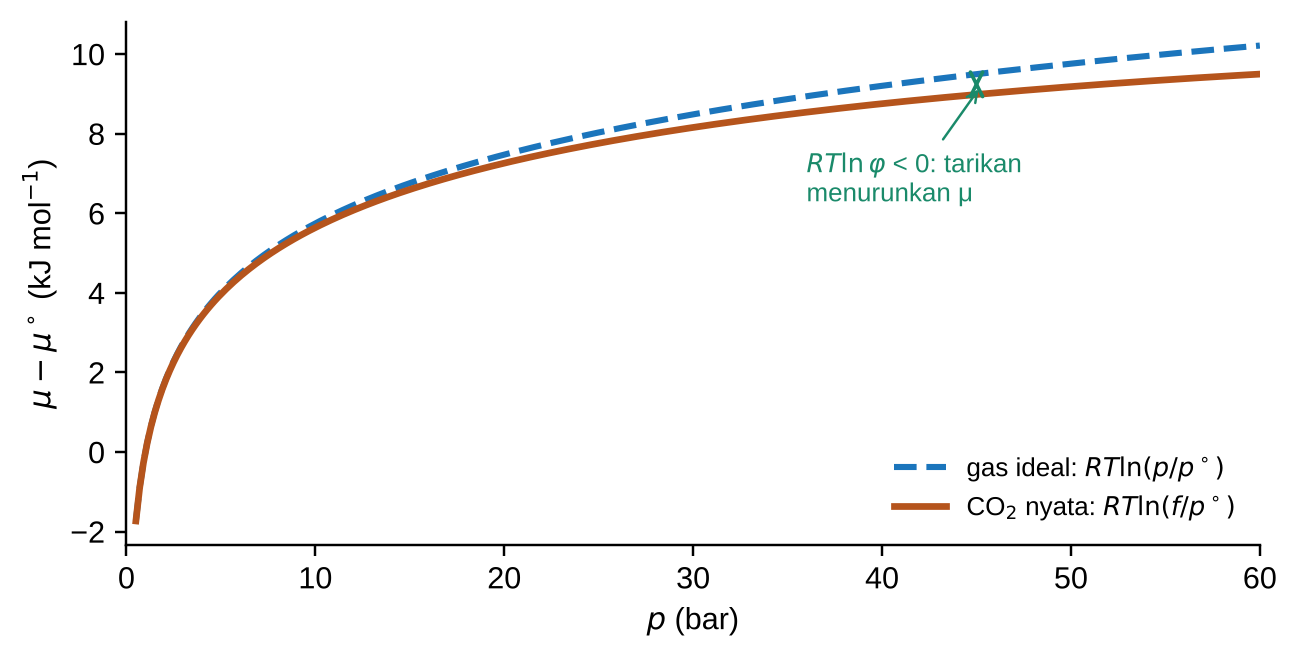 10
8
6
4
2
0
−2
μ − μ° (kJ mol⁻¹)
RT ln φ < 0: tarikan
menurunkan μ
gas ideal: RT ln(p/p°)
CO₂ nyata: RT ln(f/p°)
0 10 20 30 40 50 60
p (bar)